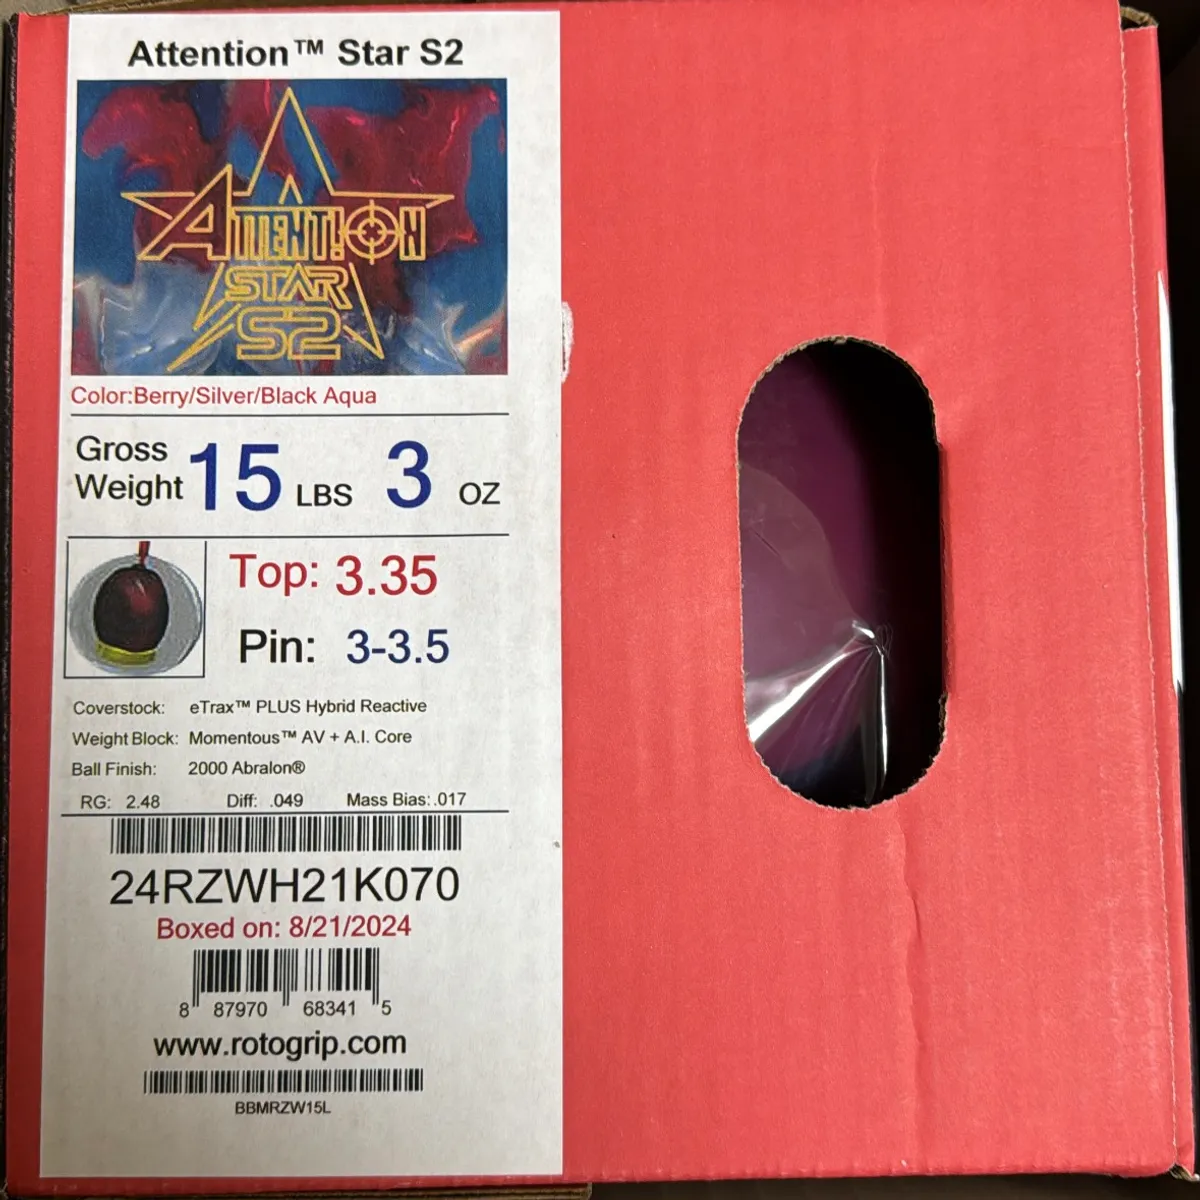 Attention™ Star S2
ATTENT!ON
STAR
S2
Color:Berry/Silver/Black Aqua
Gross Weight 15 LBS 3 OZ
Top: 3.35
Pin: 3-3.5
Coverstock: eTrax™ PLUS Hybrid Reactive
Weight Block: Momentous™ AV + A.I. Core
Ball Finish: 2000 Abralon®
RG: 2.48 Diff: .049 Mass Bias:.017
24RZWH21K070
Boxed on: 8/21/2024
8 87970 68341 5
www.rotogrip.com
BBMRZW15L